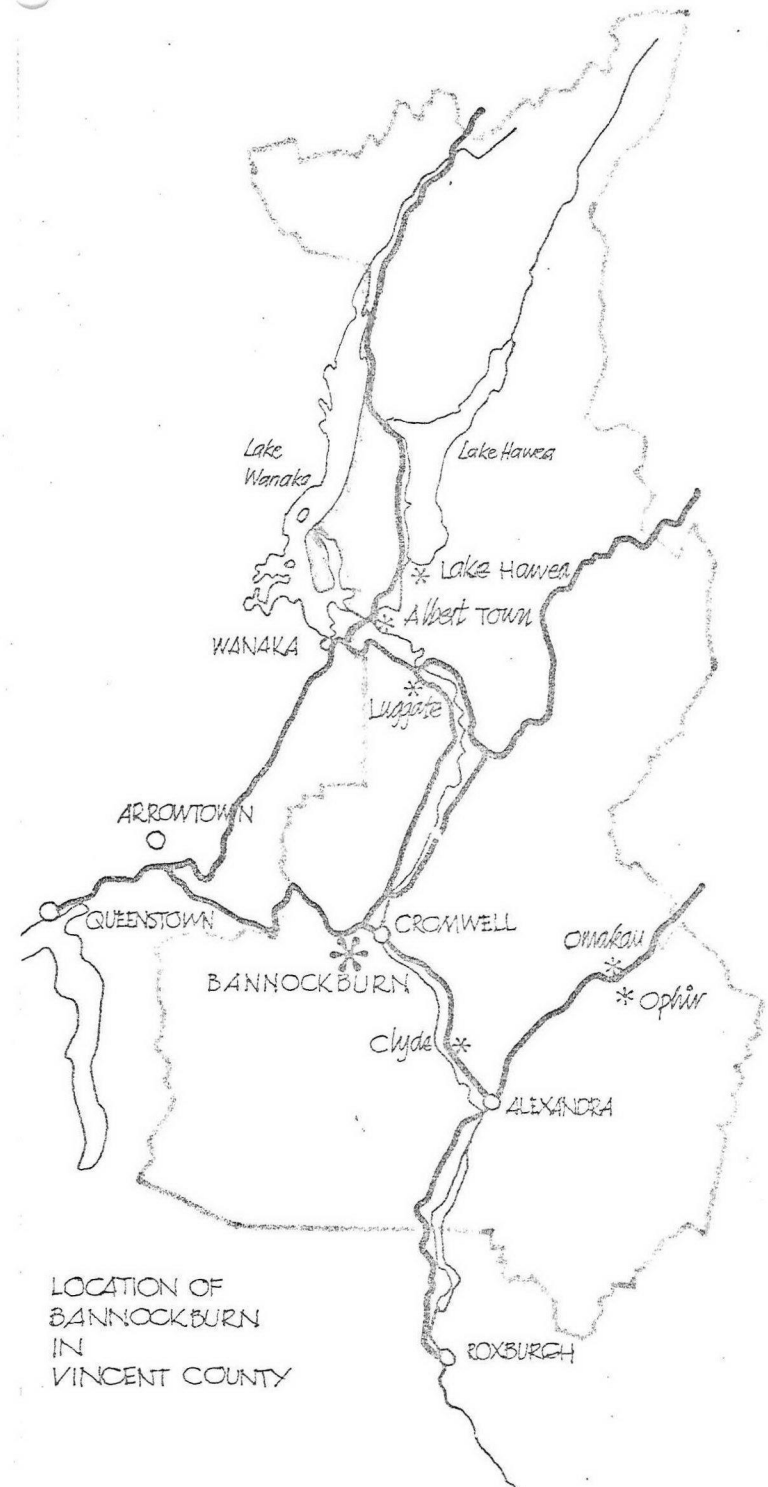 Lake
Wanaka
Lake Hawea
Lake Hawea
Albert Town
WANAKA
Luggate
ARROWTOWN
QUEENSTOWN
CROMWELL
BANNOCKBURN
Omakau
Ophir
Clyde
ALEXANDRA
LOCATION OF
BANNOCKBURN
IN
VINCENT COUNTY
ROXBURGH